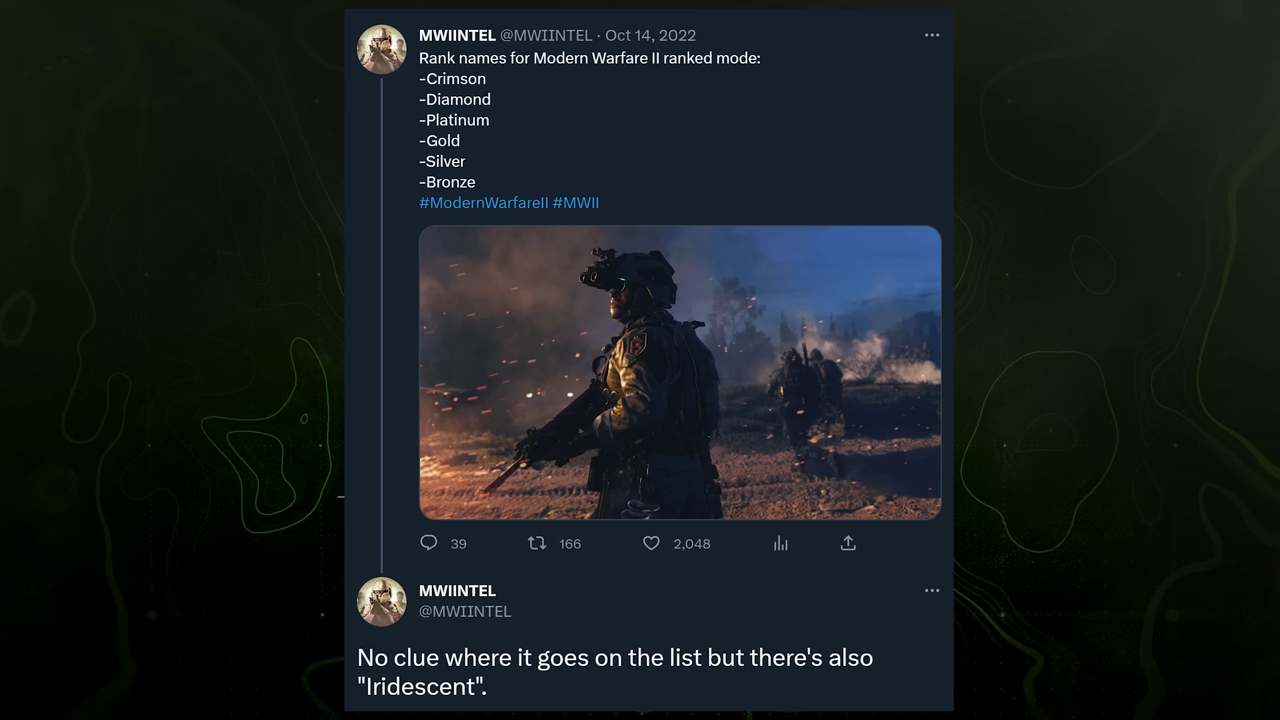 MWIINTEL @MWIINTEL · Oct 14, 2022
Rank names for Modern Warfare II ranked mode:
-Crimson
-Diamond
-Platinum
-Gold
-Silver
-Bronze
#ModernWarfareII #MWII
39 166 2,048
MWIINTEL
@MWIINTEL
No clue where it goes on the list but there's also
"Iridescent".